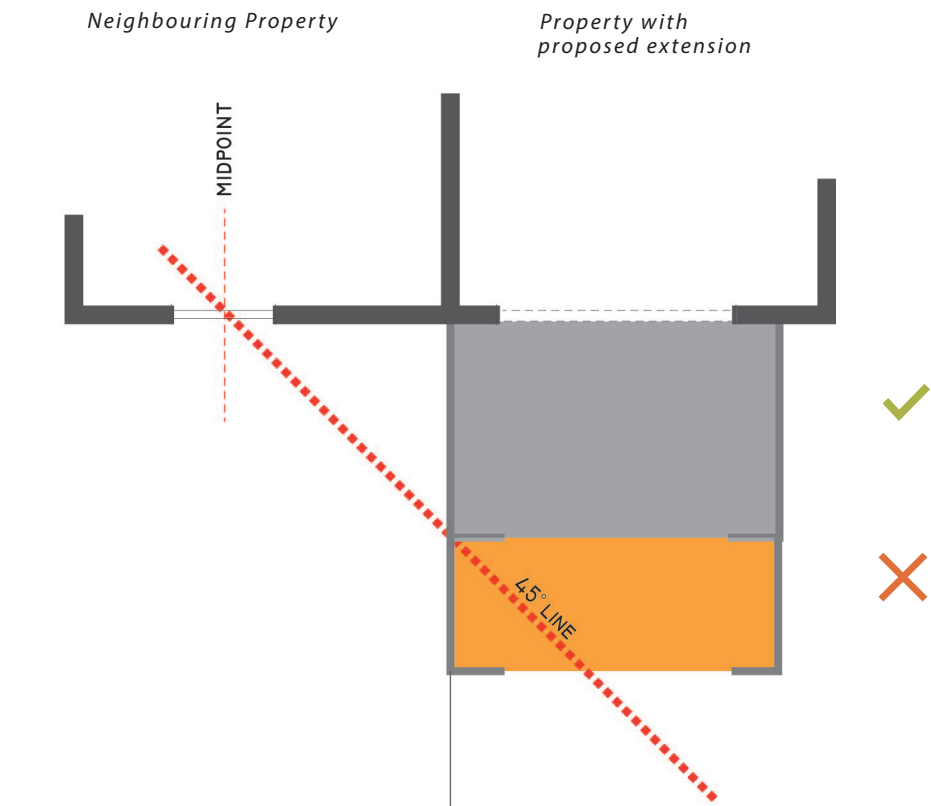 Neighbouring Property
Property with
proposed extension
MIDPOINT
45° LINE